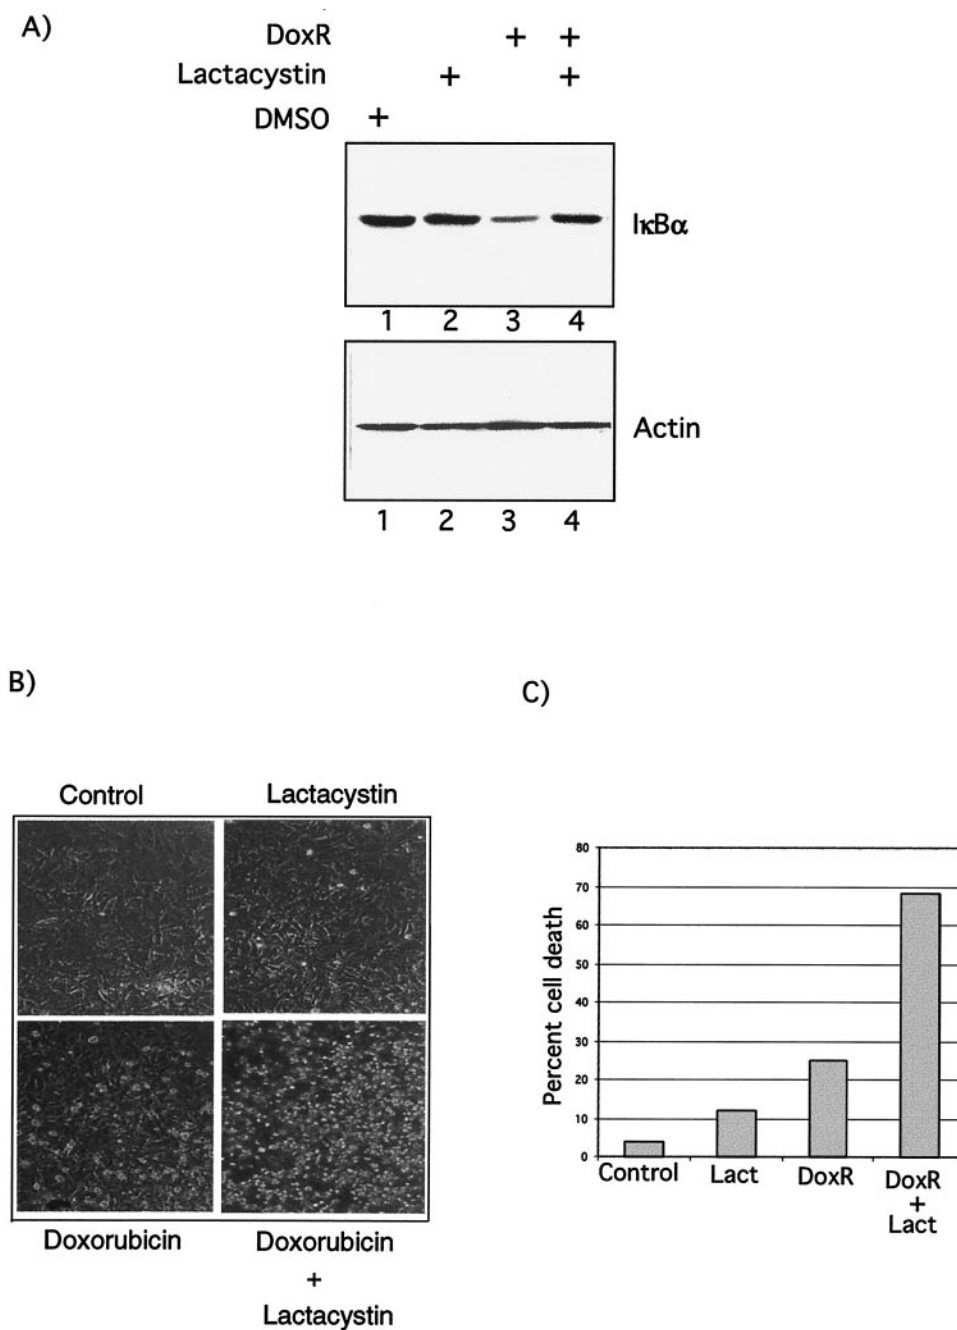 A)
DoxR + +
Lactacystin + +
DMSO +
IκBα
1 2 3 4
Actin
1 2 3 4
B)
Control Lactacystin
Doxorubicin Doxorubicin
+
Lactacystin
C)
Percent cell death
80
70
60
50
40
30
20
10
0
Control Lact DoxR DoxR
+
Lact